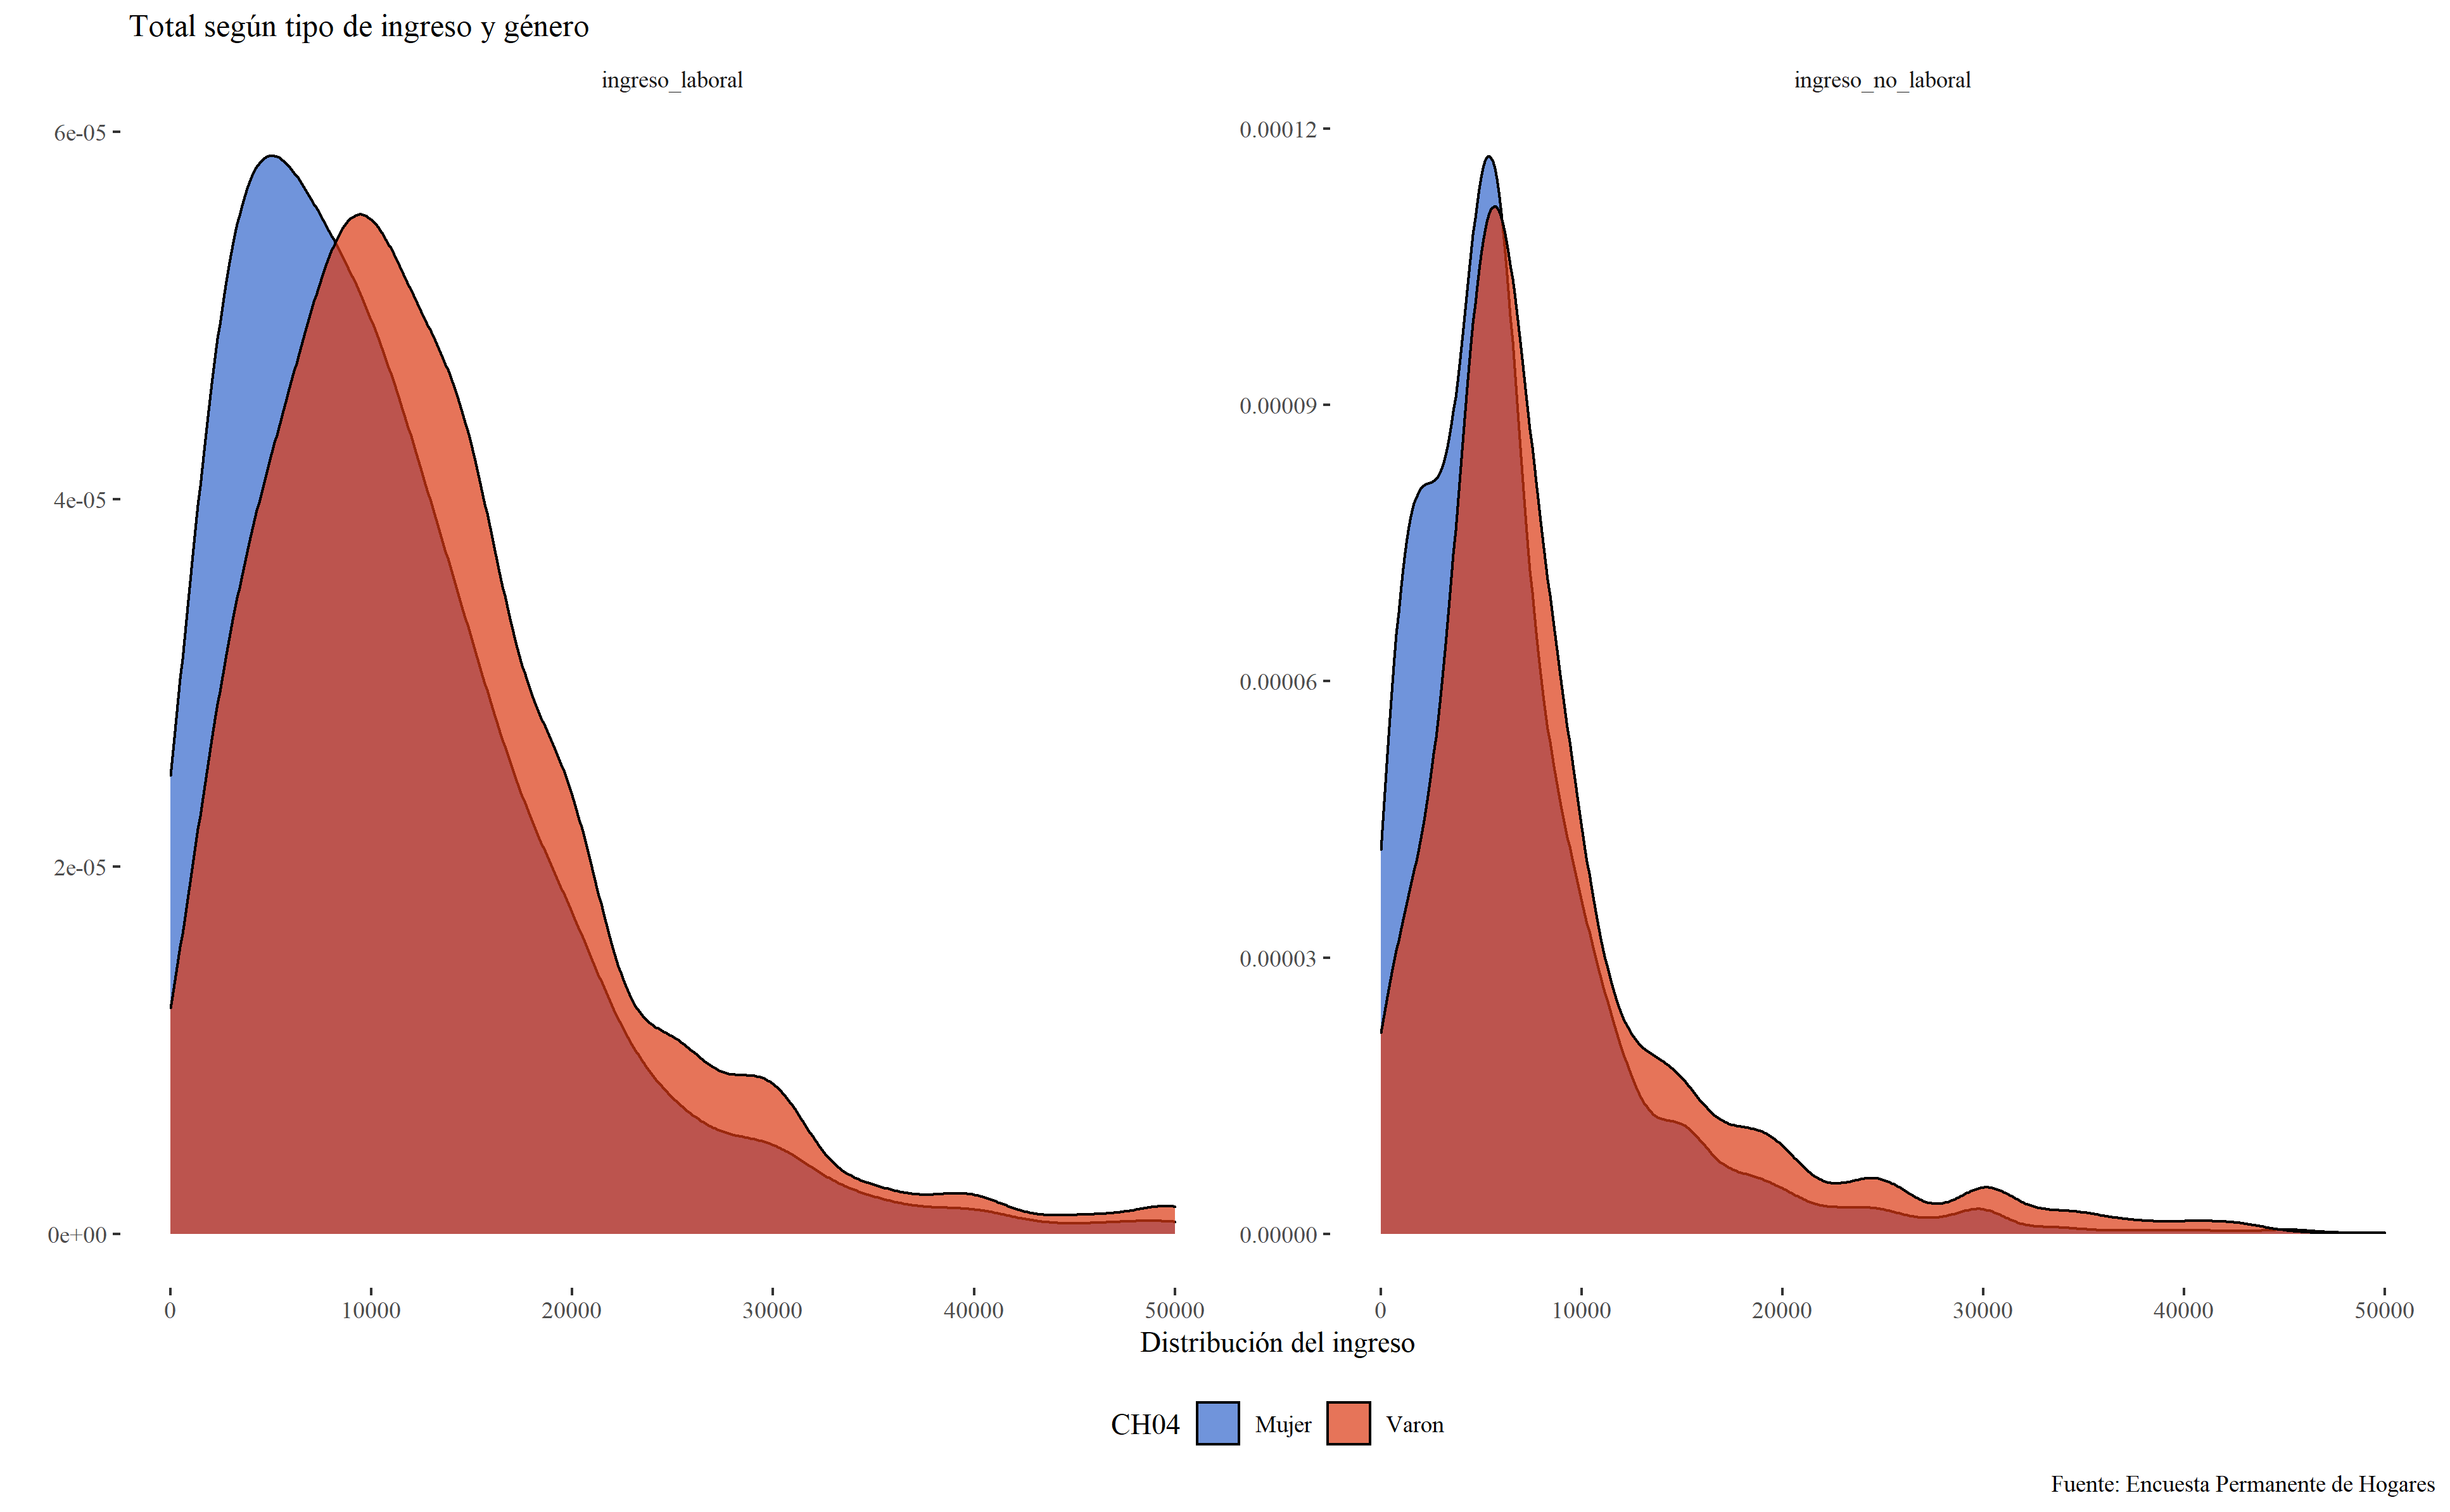 Total según tipo de ingreso y género
ingreso_laboral
ingreso_no_laboral
6e-05
4e-05
2e-05
0e+00
0.00012
0.00009
0.00006
0.00003
0.00000
0 10000 20000 30000 40000 50000
0 10000 20000 30000 40000 50000
Distribución del ingreso
CH04 Mujer Varon
Fuente: Encuesta Permanente de Hogares